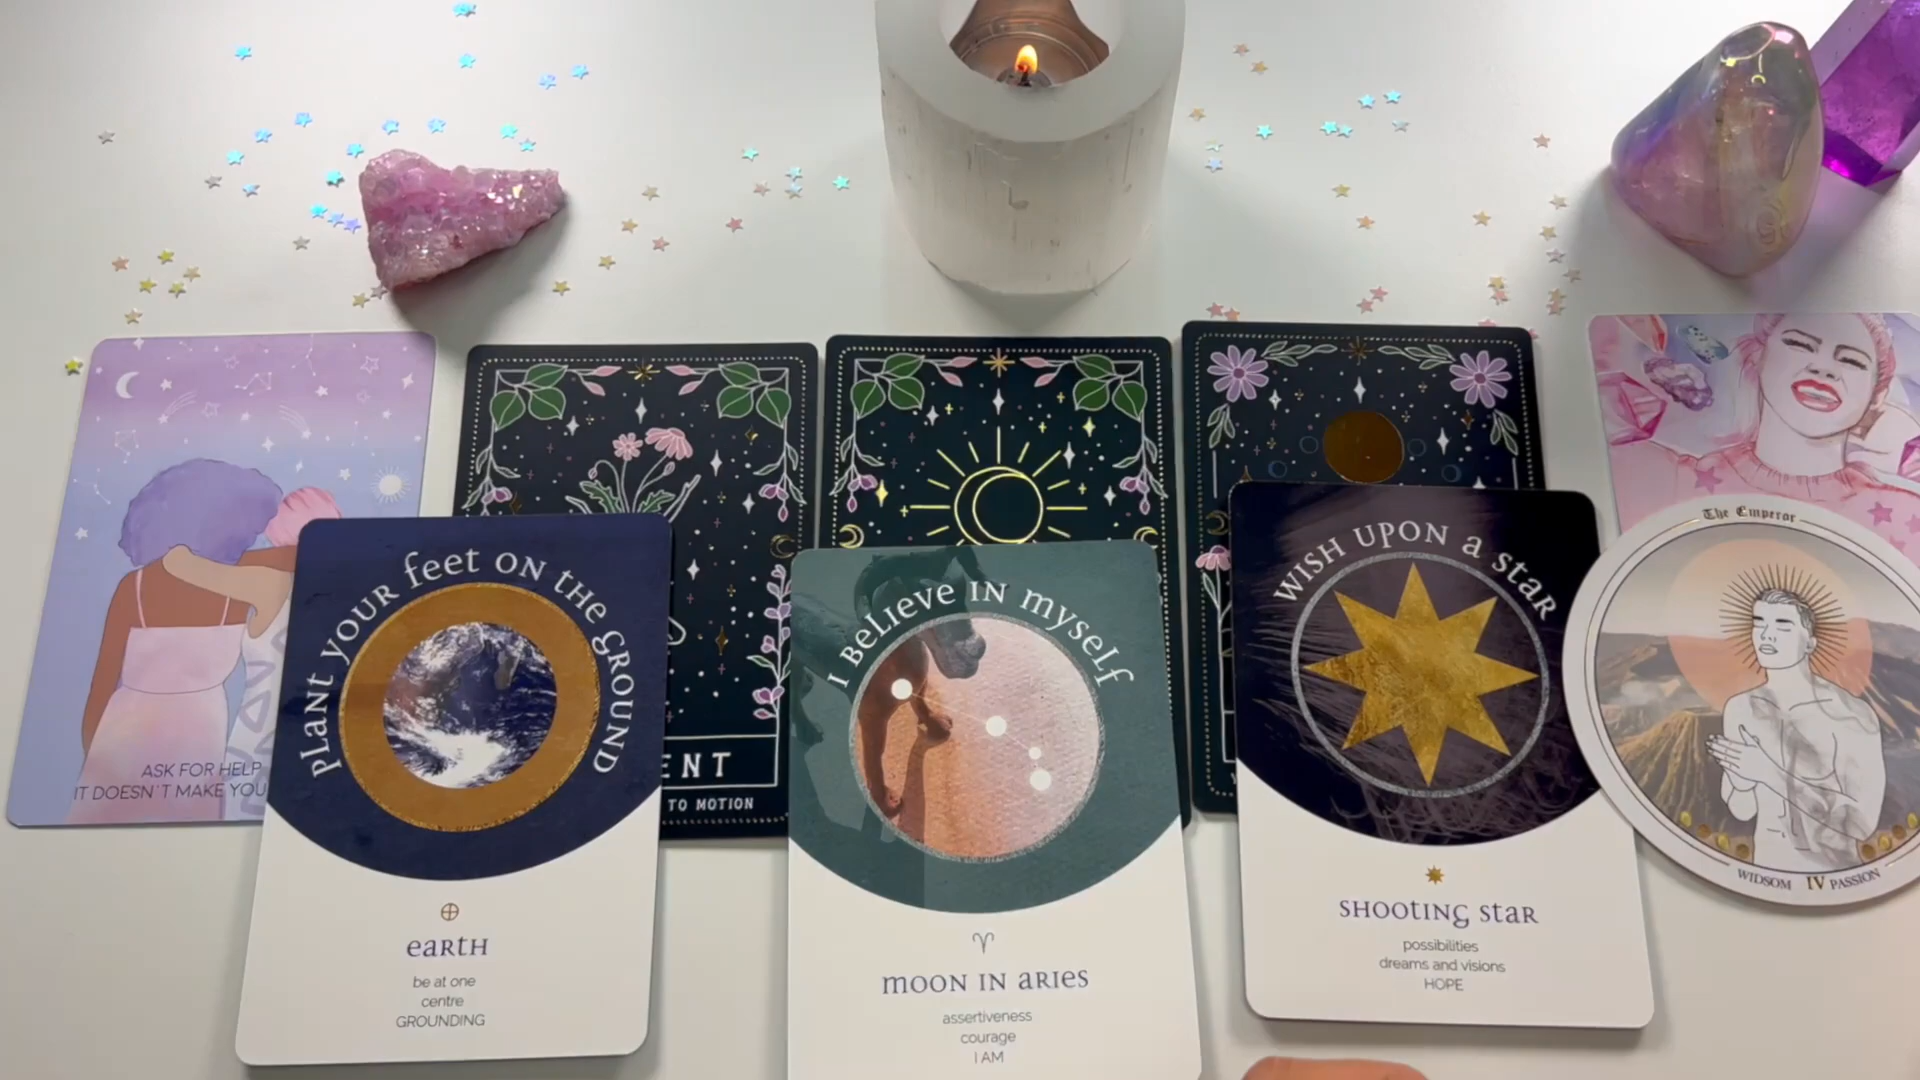 ASK FOR HELP
IT DOESN'T MAKE YOU
ENT
TO MOTION
PLANT YOUR feet ON the GROUND
earth
be at one
centre
GROUNDING
I BeLIeve IN myself
MOON IN aRIes
assertiveness
courage
I AM
WISH UPON a staR
SHOOTING staR
possibilities
dreams and visions
HOPE
The Emperor
WIDSOM IV PASSION